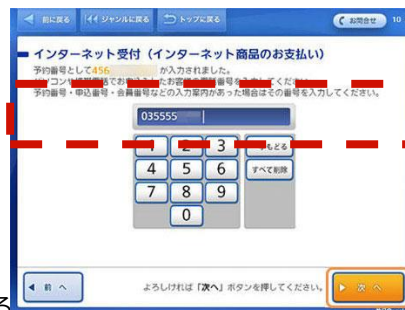 前に戻る ジャンルに戻る トップに戻る お問合せ 10
インターネット受付（インターネット商品のお支払い）
予約番号として456 が入力されました。
予約番号・申込番号・会員番号などの入力案内があった場合はその番号を入力してください。
035555
1 2 3
4 5 6 すべて削除
7 8 9
0
前へ よろしければ「次へ」ボタンを押してください。 次へ
る